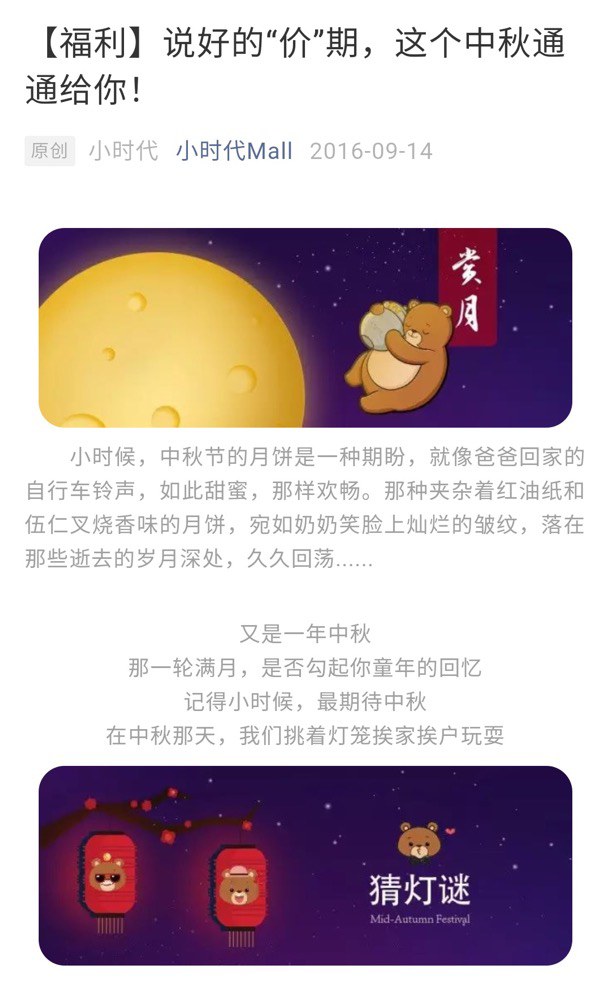 【福利】说好的“价”期，这个中秋通
通给你！
原创 小时代 小时代Mall 2016-09-14
赏月
小时候，中秋节的月饼是一种期盼，就像爸爸回家的
自行车铃声，如此甜蜜，那样欢畅。那种夹杂着红油纸和
伍仁叉烧香味的月饼，宛如奶奶笑脸上灿烂的皱纹，落在
那些逝去的岁月深处，久久回荡......
又是一年中秋
那一轮满月，是否勾起你童年的回忆
记得小时候，最期待中秋
在中秋那天，我们挑着灯笼挨家挨户玩耍
猜灯谜
Mid-Autumn Festival